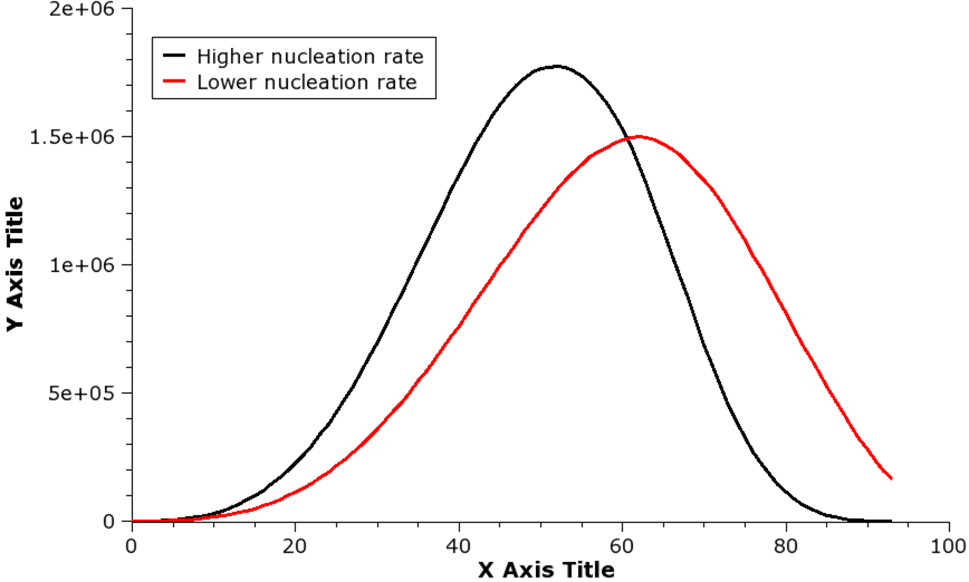 2e+06
Higher nucleation rate
Lower nucleation rate
1.5e+06
Y Axis Title
1e+06
5e+05
0
0 20 40 60 80 100
X Axis Title